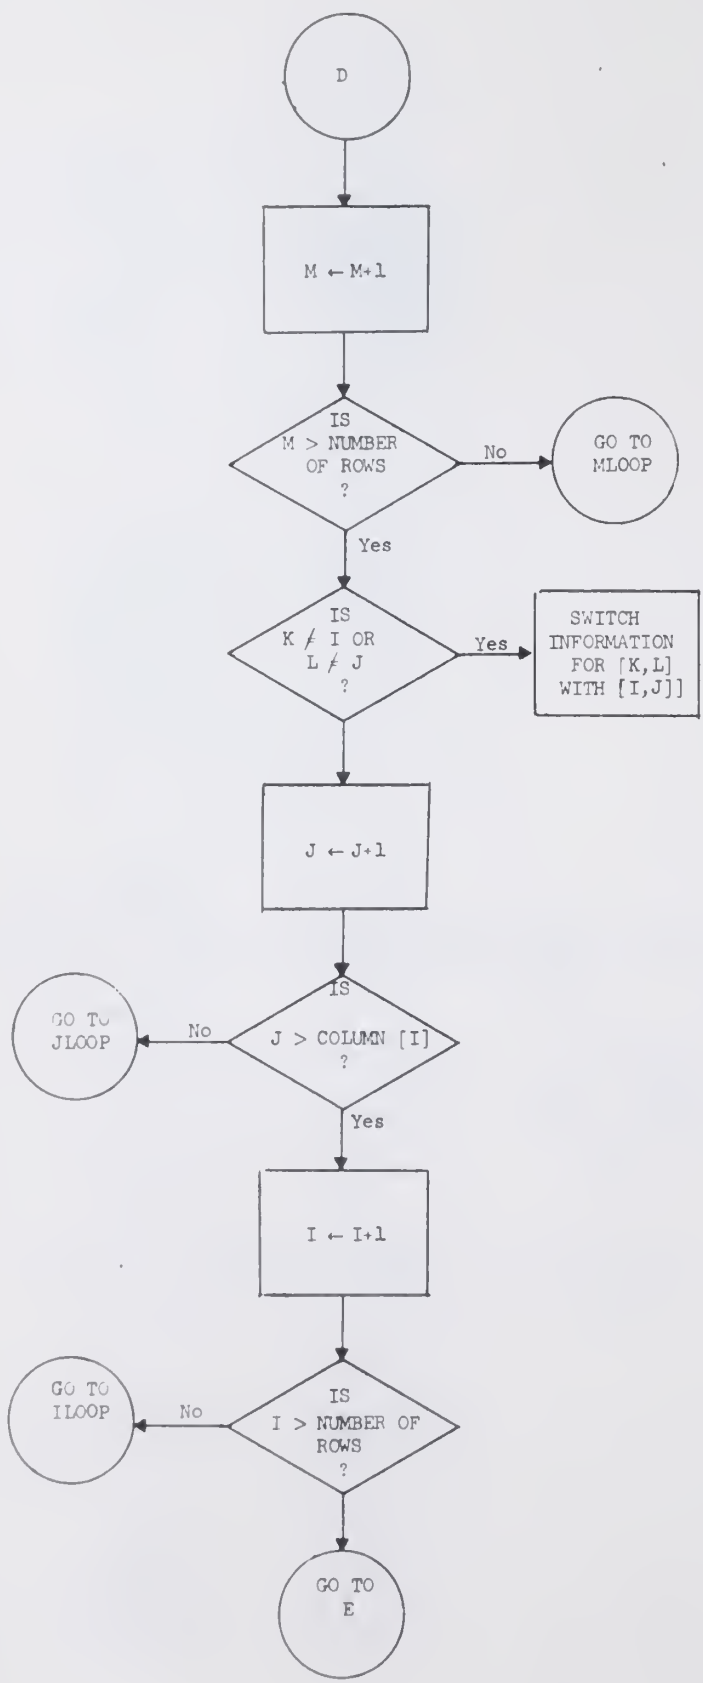 D
M ← M+1
IS
M > NUMBER
OF ROWS
?
No
GO TO
MLOOP
Yes
IS
K ≠ I OR
L ≠ J
?
Yes
SWITCH
INFORMATION
FOR [K,L]
WITH [I,J]]
J ← J+1
IS
J > COLUMN [I]
?
No
GO TO
JLOOP
Yes
I ← I+1
IS
I > NUMBER OF
ROWS
?
No
GO TO
ILOOP
GO TO
E